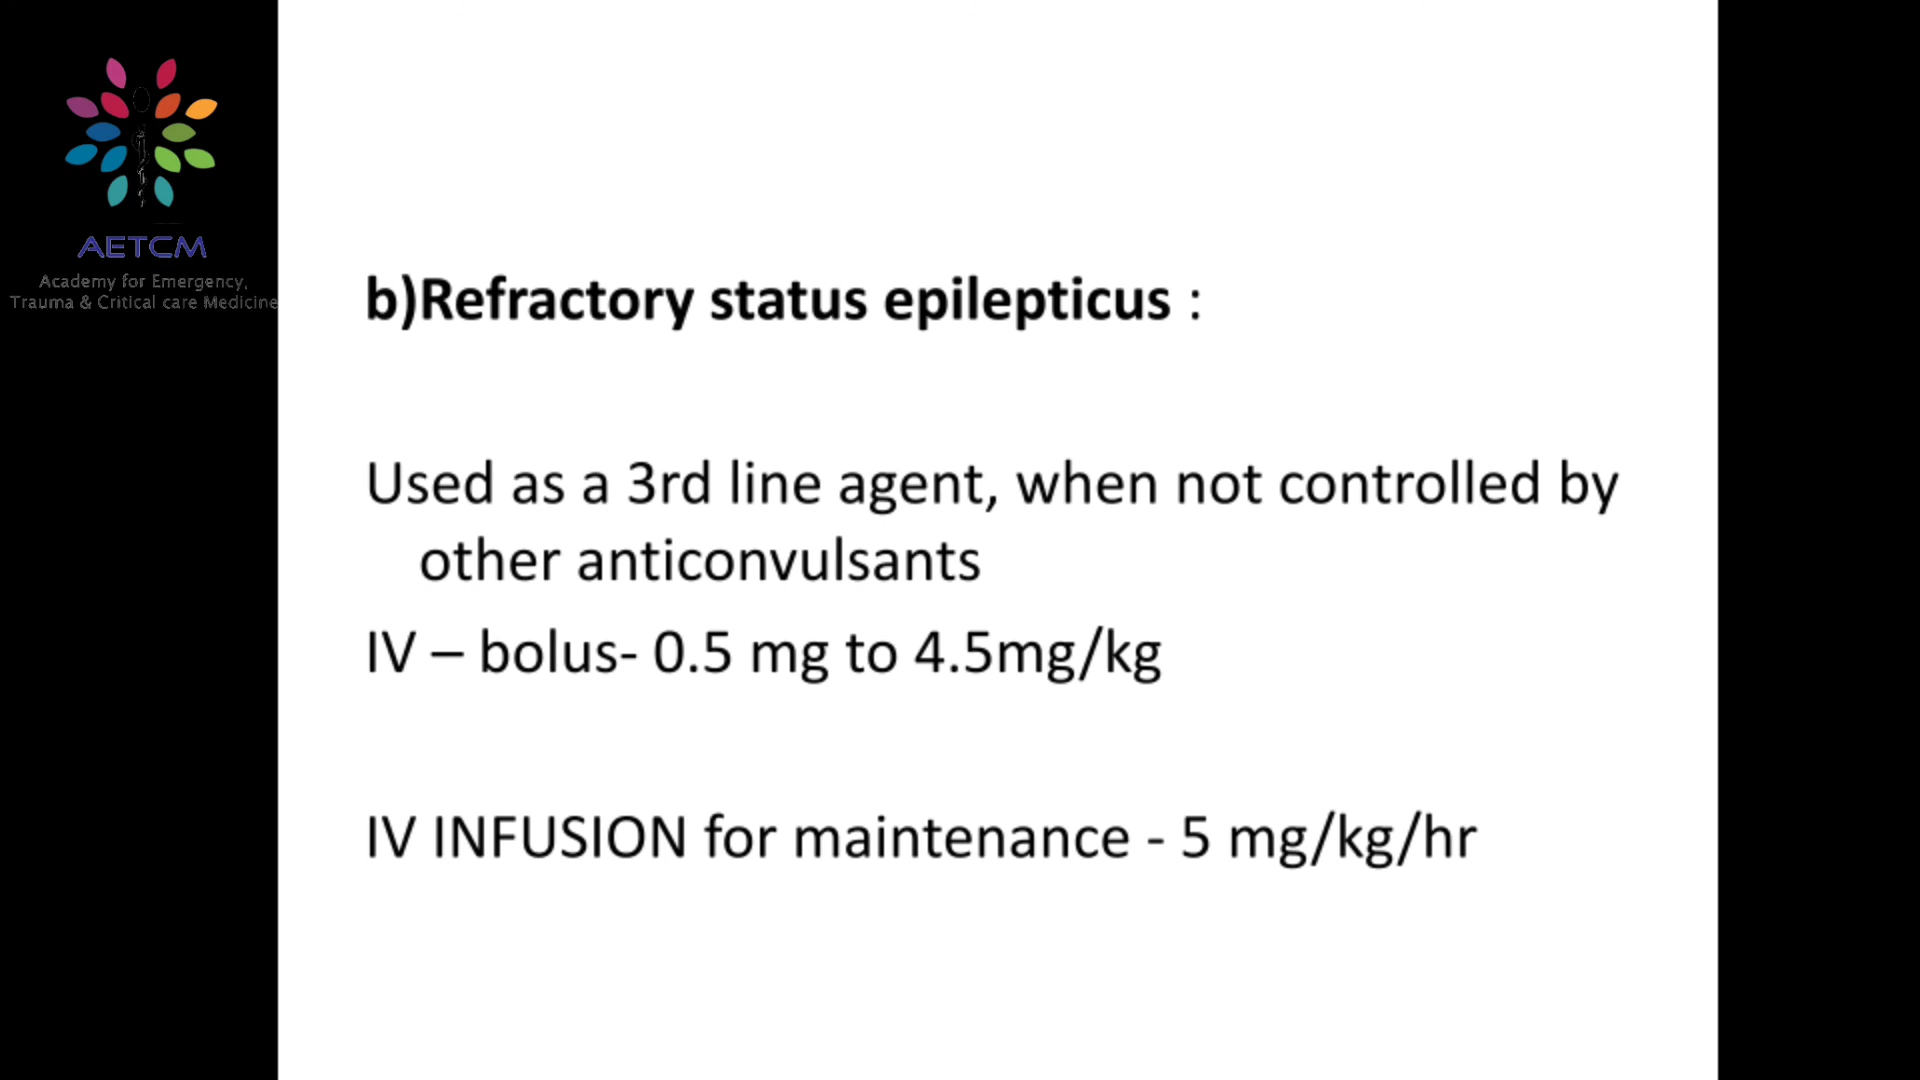 AETCM
Academy for Emergency,
Trauma & Critical care Medicine
b)Refractory status epilepticus :
Used as a 3rd line agent, when not controlled by
other anticonvulsants
IV – bolus- 0.5 mg to 4.5mg/kg
IV INFUSION for maintenance - 5 mg/kg/hr